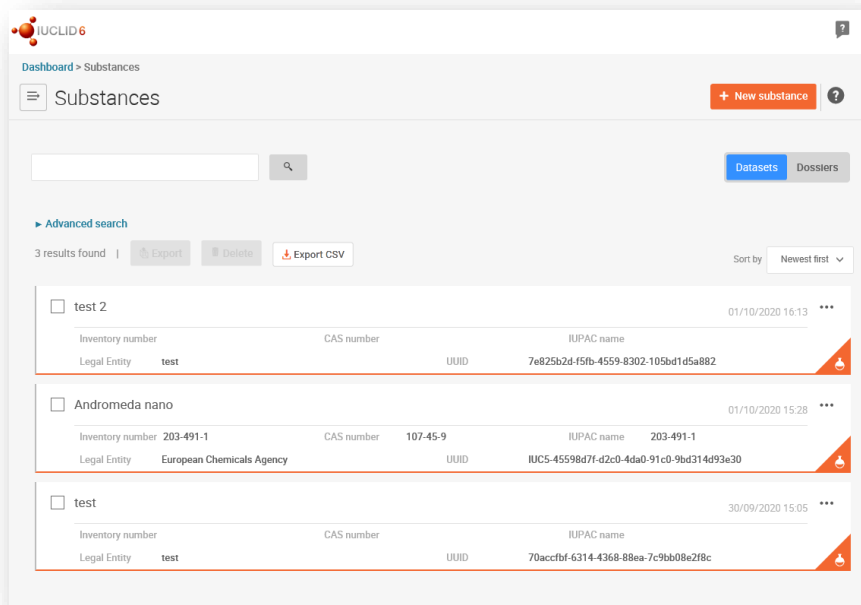 IUCLID 6
Dashboard > Substances
Substances
+ New substance
Datasets Dossiers
► Advanced search
3 results found | Export Delete Export CSV
Sort by Newest first
test 2 01/10/2020 16:13
Inventory number CAS number IUPAC name
Legal Entity test UUID 7e825b2d-f5fb-4559-8302-105bd1d5a882
Andromeda nano 01/10/2020 15:28
Inventory number 203-491-1 CAS number 107-45-9 IUPAC name 203-491-1
Legal Entity European Chemicals Agency UUID IUC5-45598d7f-d2c0-4da0-91c0-9bd314d93e30
test 30/09/2020 15:05
Inventory number CAS number IUPAC name
Legal Entity test UUID 70accfbf-6314-4368-88ea-7c9bb08e2f8c